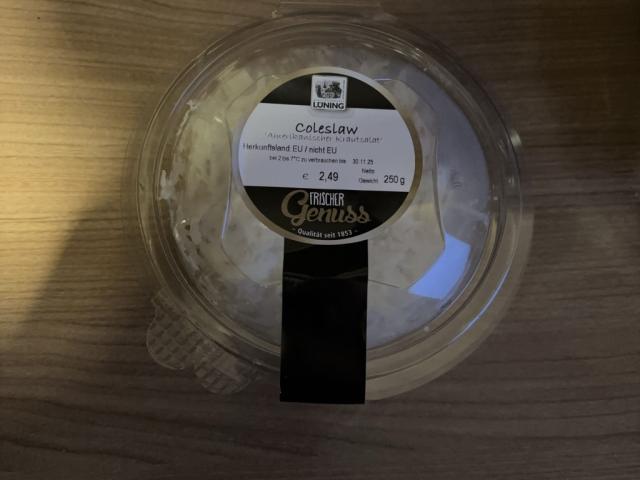 LÜNING
Coleslaw
'Amerikanischer Krautsalat'
Herkunftsland: EU / nicht EU
bei 2 bis 7°C zu verbrauchen bis 30.11.25
€ 2,49 Netto Gewicht 250 g
FRISCHER
Genuss
- Qualität seit 1853 -